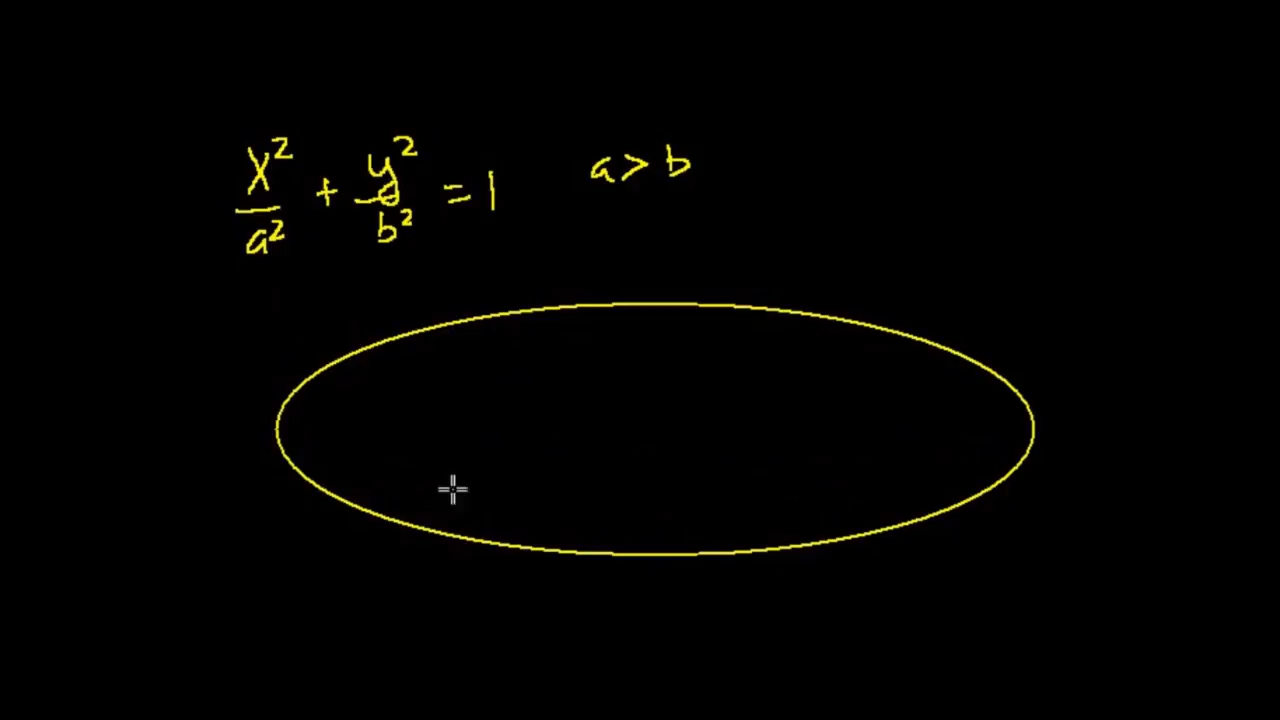 x²/a² + y²/b² = 1 a > b